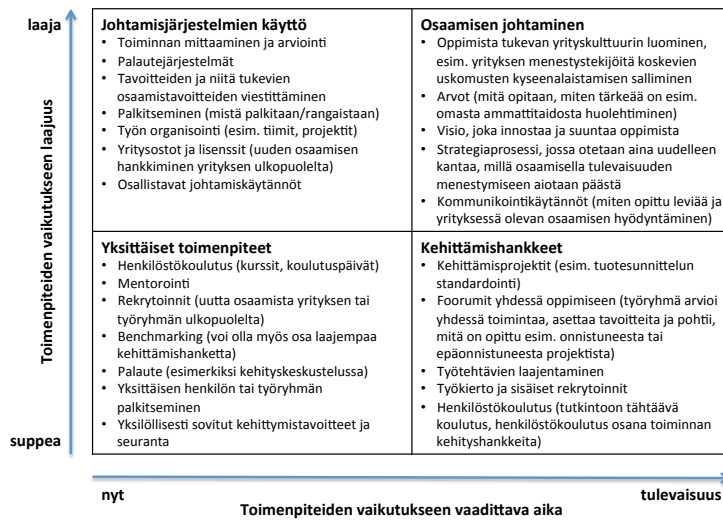 laaja
Toimenpiteiden vaikutukseen laajuus
suppea
Johtamisjärjestelmien käyttö
• Toiminnan mittaaminen ja arviointi
• Palautejärjestelmät
• Tavoitteiden ja niitä tukevien
osaamistavoitteiden viestittäminen
• Palkitseminen (mistä palkitaan/rangaistaan)
• Työn organisointi (esim. tiimit, projektit)
• Yritysostot ja lisenssit (uuden osaamisen
hankkiminen yrityksen ulkopuolelta)
• Osallistavat johtamiskäytännöt
Osaamisen johtaminen
• Oppimista tukevan yrityskulttuurin luominen,
esim. yrityksen menestystekijöitä koskevien
uskomusten kyseenalaistamisen salliminen
• Arvot (mitä opitaan, miten tärkeää on esim.
omasta ammattitaidosta huolehtiminen)
• Visio, joka innostaa ja suuntaa oppimista
• Strategiaprosessi, jossa otetaan aina uudelleen
kantaa, millä osaamisella tulevaisuuden
menestymiseen aiotaan päästä
• Kommunikointikäytännöt (miten opittu leviää ja
yrityksessä olevan osaamisen hyödyntäminen)
Yksittäiset toimenpiteet
• Henkilöstökoulutus (kurssit, koulutuspäivät)
• Mentorointi
• Rekrytoinnit (uutta osaamista yrityksen tai
työryhmän ulkopuolelta)
• Benchmarking (voi olla myös osa laajempaa
kehittämishanketta)
• Palaute (esimerkiksi kehityskeskustelussa)
• Yksittäisen henkilön tai työryhmän
palkitseminen
• Yksilöllisesti sovitut kehittymistavoitteet ja
seuranta
Kehittämishankkeet
• Kehittämisprojektit (esim. tuotesunnittelun
standardointi)
• Foorumit yhdessä oppimiseen (työryhmä arvioi
yhdessä toimintaa, asettaa tavoitteita ja pohtii,
mitä on opittu esim. onnistuneesta tai
epäonnistuneesta projektista)
• Työtehtävien laajentaminen
• Työkierto ja sisäiset rekrytoinnit
• Henkilöstökoulutus (tutkintoon tähtäävä
koulutus, henkilöstökoulutus osana toiminnan
kehityshankkeita)
nyt
tulevaisuus
Toimenpiteiden vaikutukseen vaadittava aika